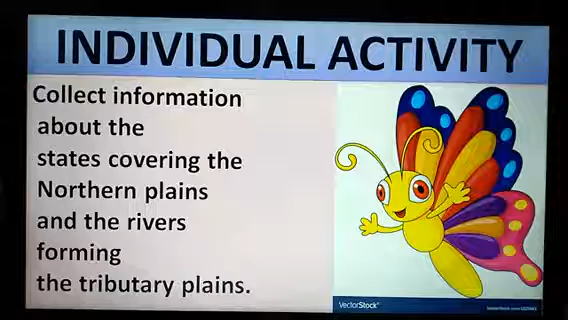 INDIVIDUAL ACTIVITY
Collect information
about the
states covering the
Northern plains
and the rivers
forming
the tributary plains.
VectorStock